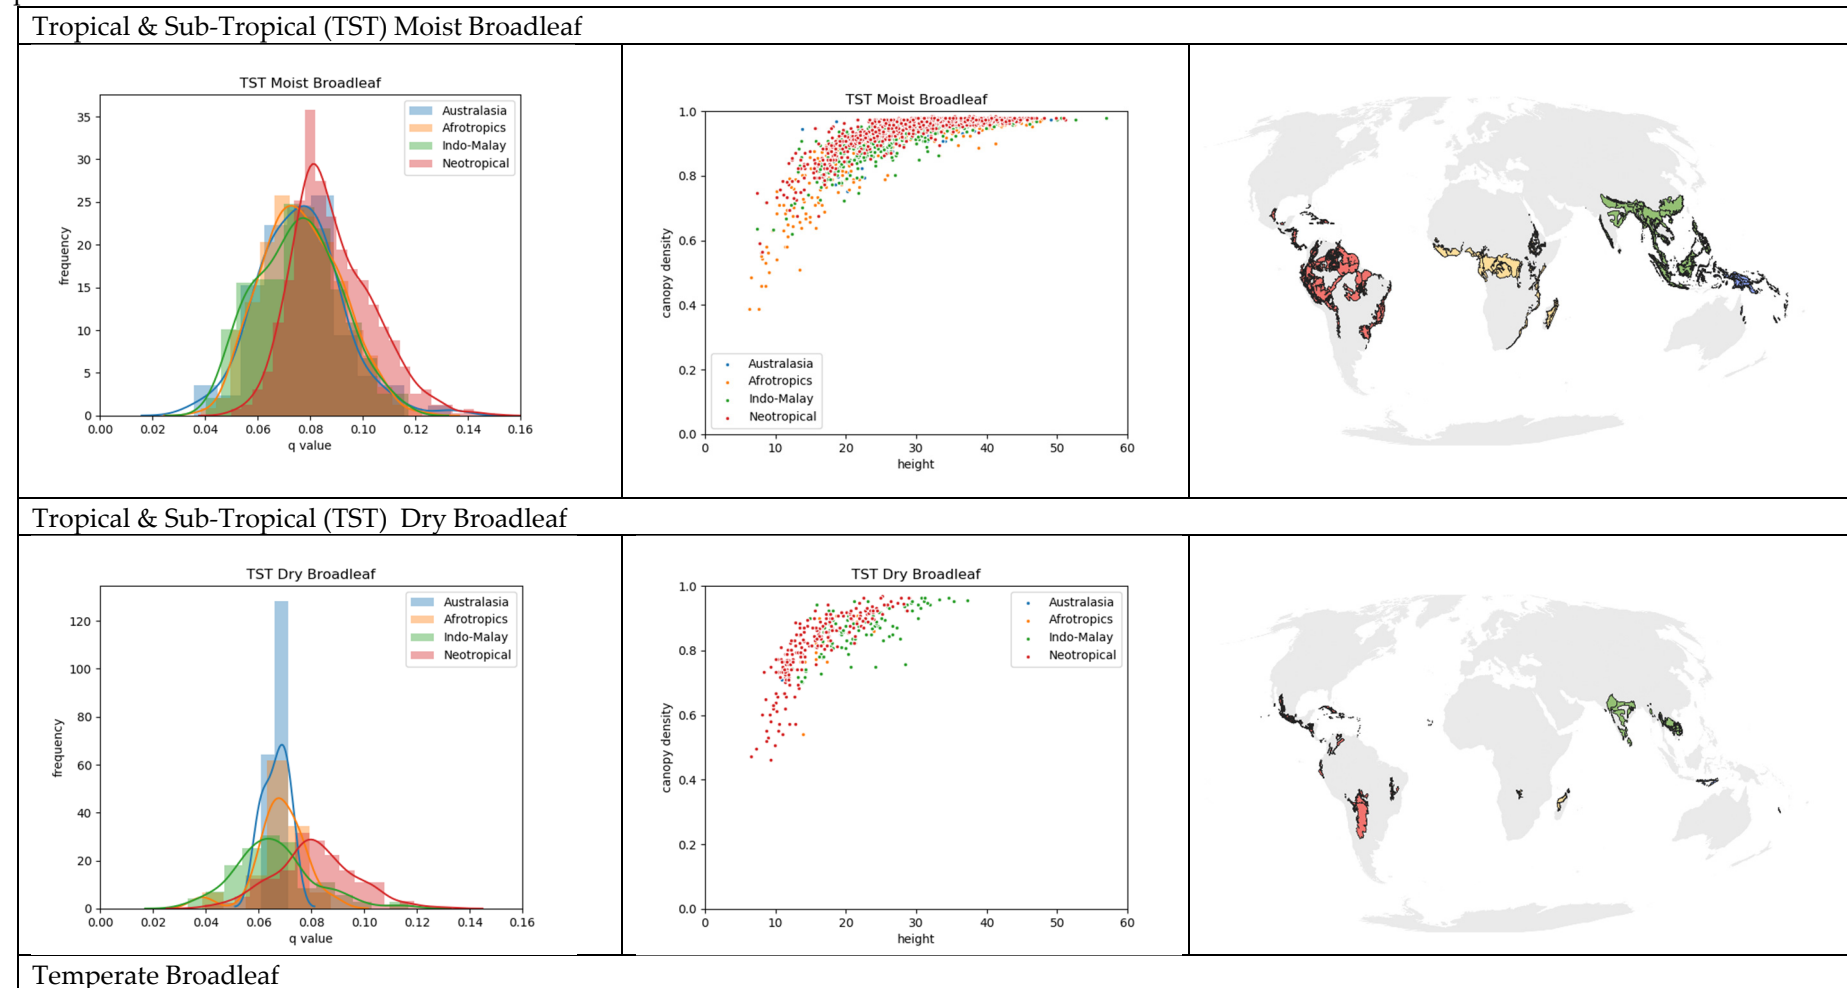 Tropical & Sub-Tropical (TST) Moist Broadleaf
TST Moist Broadleaf
35
30
25
20
15
10
5
0
frequency
0.00 0.02 0.04 0.06 0.08 0.10 0.12 0.14 0.16
q value
Australasia
Afrotropics
Indo-Malay
Neotropical
TST Moist Broadleaf
1.0
0.8
0.6
0.4
0.2
0.0
canopy density
0 10 20 30 40 50 60
height
Australasia
Afrotropics
Indo-Malay
Neotropical
Tropical & Sub-Tropical (TST) Dry Broadleaf
TST Dry Broadleaf
120
100
80
60
40
20
0
frequency
0.00 0.02 0.04 0.06 0.08 0.10 0.12 0.14 0.16
q value
Australasia
Afrotropics
Indo-Malay
Neotropical
TST Dry Broadleaf
1.0
0.8
0.6
0.4
0.2
0.0
canopy density
0 10 20 30 40 50 60
height
Australasia
Afrotropics
Indo-Malay
Neotropical
Temperate Broadleaf